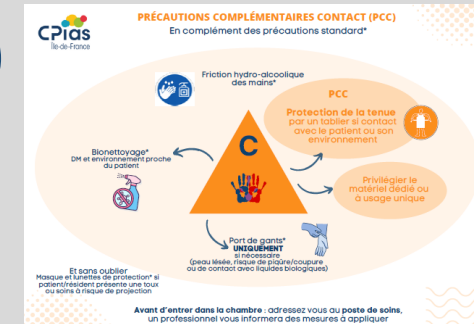 CPias
Île-de-France
PRÉCAUTIONS COMPLÉMENTAIRES CONTACT (PCC)
En complément des précautions standard*
Friction hydro-alcoolique
des mains*
PCC
Protection de la tenue
par un tablier si contact
avec le patient ou son
environnement
C
Bionettoyage*
DM et environnement proche
du patient
Privilégier le
matériel dédié ou
à usage unique
Port de gants*
UNIQUEMENT
si nécessaire
(peau lésée, risque de piqûre/coupure
ou de contact avec liquides biologiques)
Et sans oublier
Masque et lunettes de protection* si
patient/résident présente une toux
ou soins à risque de projection
Avant d'entrer dans la chambre : adressez vous au poste de soins,
un professionnel vous informera des mesures à appliquer